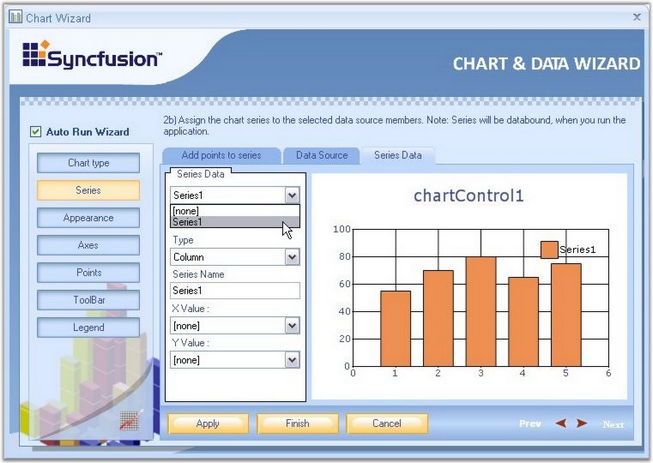 Chart Wizard
Syncfusion™
CHART & DATA WIZARD
2b) Assign the chart series to the selected data source members. Note: Series will be databound, when you run the
application.
Auto Run Wizard
Chart type
Series
Appearance
Axes
Points
ToolBar
Legend
Add points to series
Data Source
Series Data
Series Data
Series1
[none]
Series1
Type
Column
Series Name
Series1
X Value :
[none]
Y Value :
[none]
chartControl1
100
80
60
40
20
0
1
2
3
4
5
6
Series1
Apply
Finish
Cancel
Prev
Next